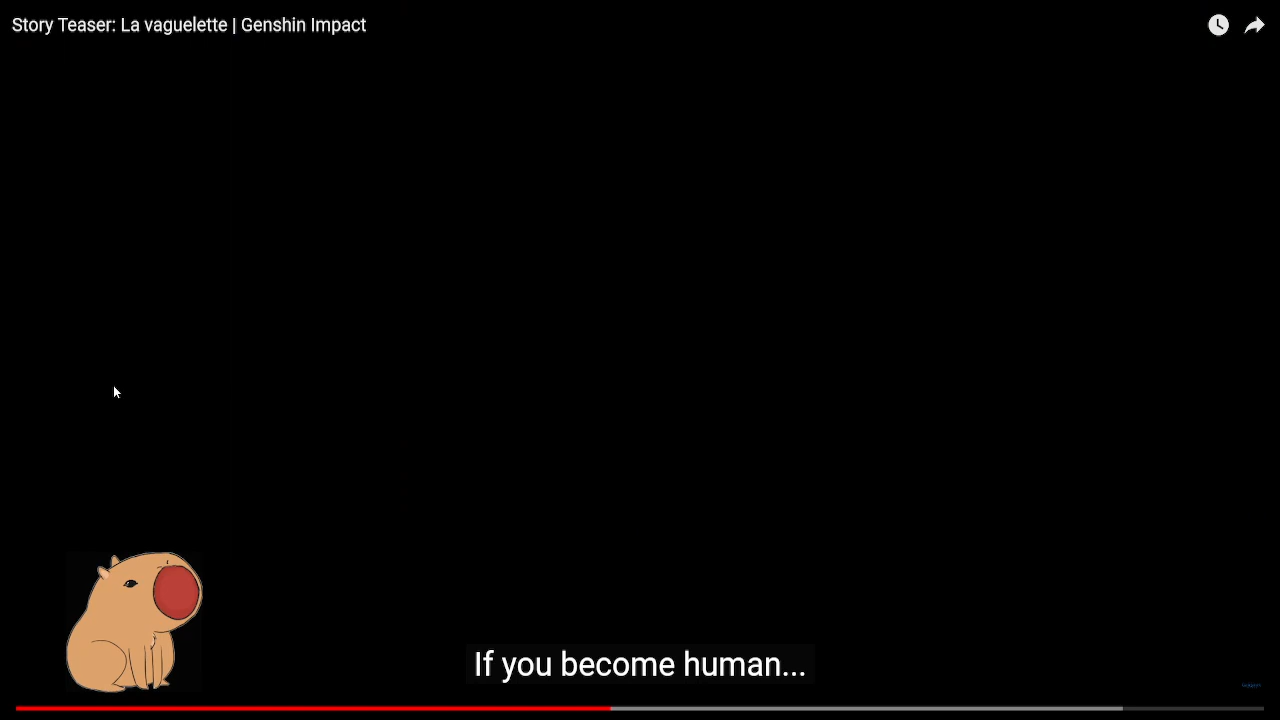 Story Teaser: La vaguelette | Genshin Impact
If you become human...